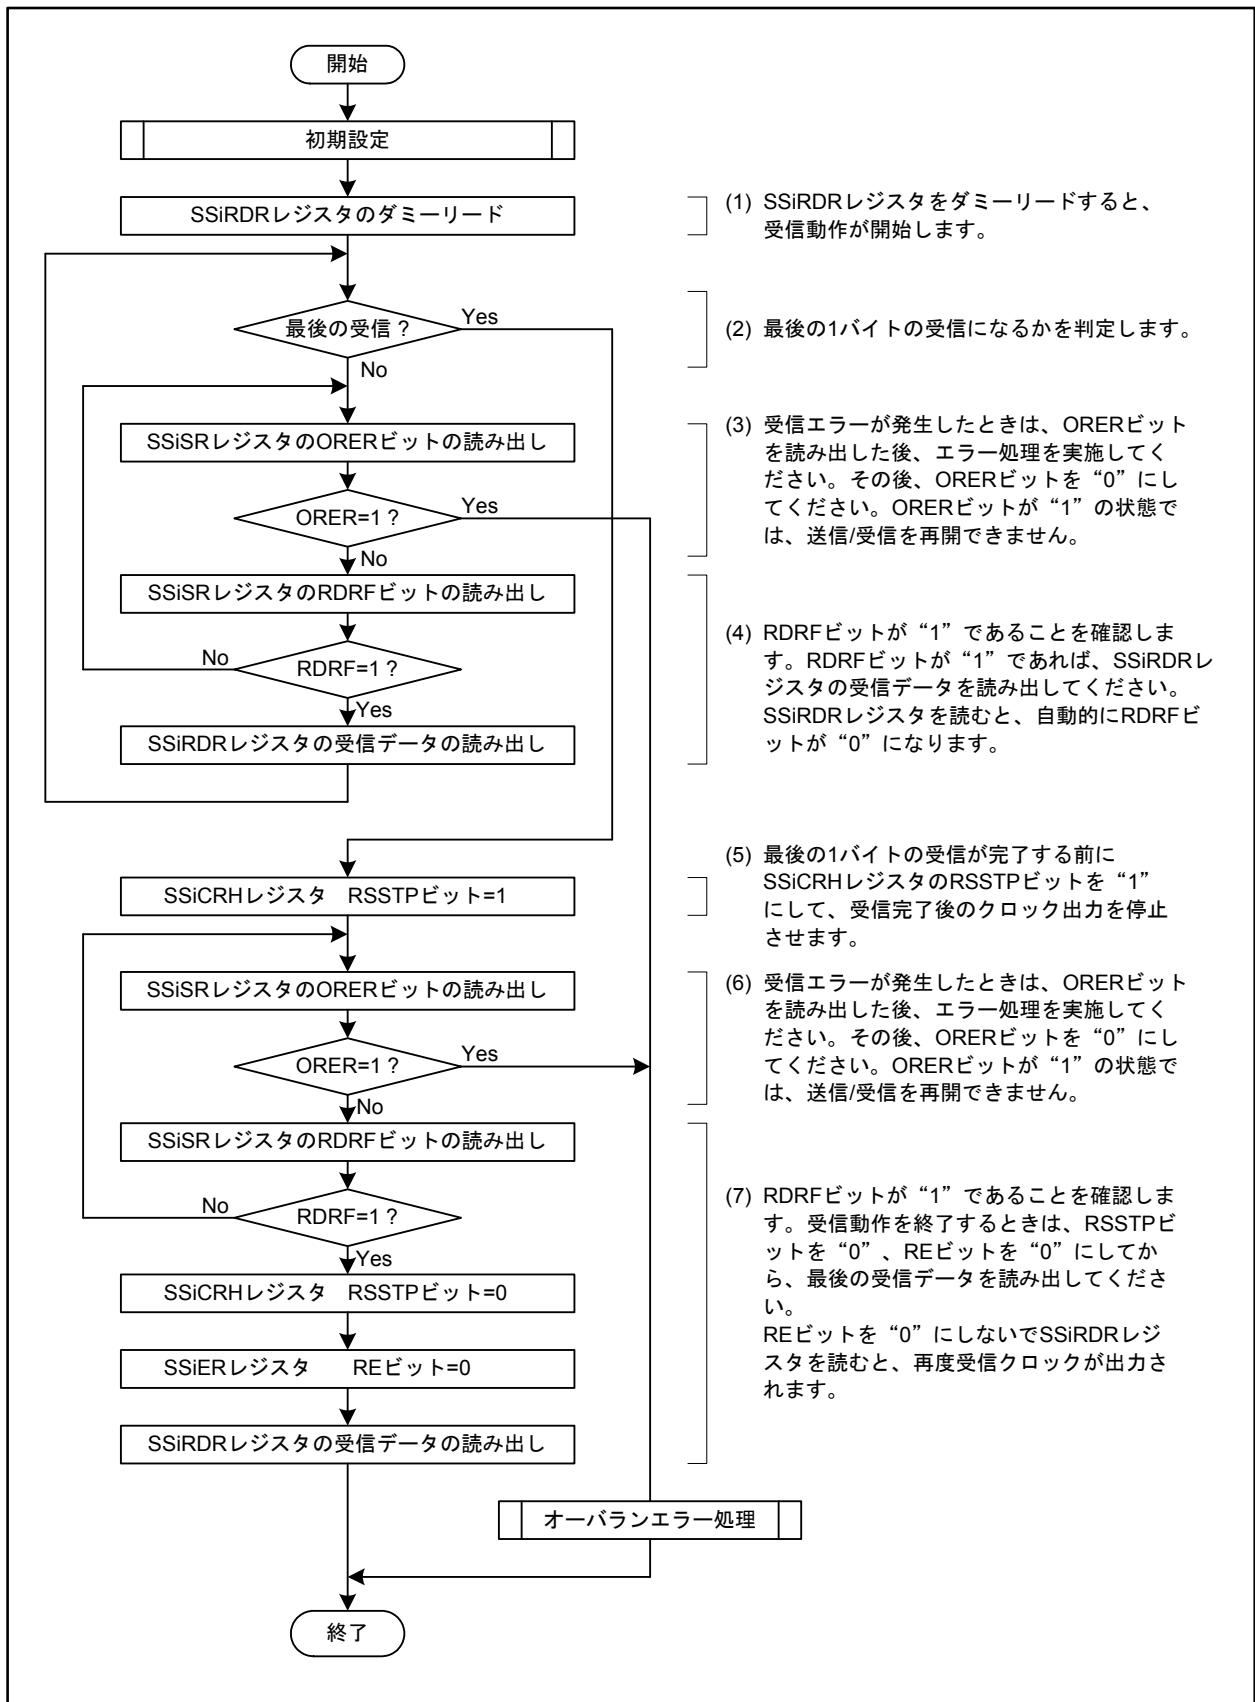 開始
初期設定
SSiRDRレジスタのダミーリード
(1) SSiRDRレジスタをダミーリードすると、
受信動作が開始します。
最後の受信？
Yes
No
(2) 最後の1バイトの受信になるかを判定します。
SSiSRレジスタのORERビットの読み出し
ORER=1？
Yes
No
(3) 受信エラーが発生したときは、ORERビット
を読み出した後、エラー処理を実施してく
ださい。その後、ORERビットを“0”にし
てください。ORERビットが“1”の状態で
は、送信/受信を再開できません。
SSiSRレジスタのRDRFビットの読み出し
RDRF=1？
No
Yes
SSiRDRレジスタの受信データの読み出し
(4) RDRFビットが“1”であることを確認しま
す。RDRFビットが“1”であれば、SSiRDRレ
ジスタの受信データを読み出してください。
SSiRDRレジスタを読むと、自動的にRDRFビ
ットが“0”になります。
SSiCRHレジスタ　RSSTPビット=1
(5) 最後の1バイトの受信が完了する前に
SSiCRHレジスタのRSSTPビットを“1”
にして、受信完了後のクロック出力を停止
させます。
SSiSRレジスタのORERビットの読み出し
ORER=1？
Yes
No
(6) 受信エラーが発生したときは、ORERビット
を読み出した後、エラー処理を実施してく
ださい。その後、ORERビットを“0”にし
てください。ORERビットが“1”の状態で
は、送信/受信を再開できません。
SSiSRレジスタのRDRFビットの読み出し
RDRF=1？
No
Yes
SSiCRHレジスタ　RSSTPビット=0
SSiERレジスタ　　REビット=0
SSiRDRレジスタの受信データの読み出し
(7) RDRFビットが“1”であることを確認しま
す。受信動作を終了するときは、RSSTPビ
ットを“0”、REビットを“0”にしてか
ら、最後の受信データを読み出してくださ
い。
REビットを“0”にしないでSSiRDRレジ
スタを読むと、再度受信クロックが出力さ
れます。
オーバランエラー処理
終了